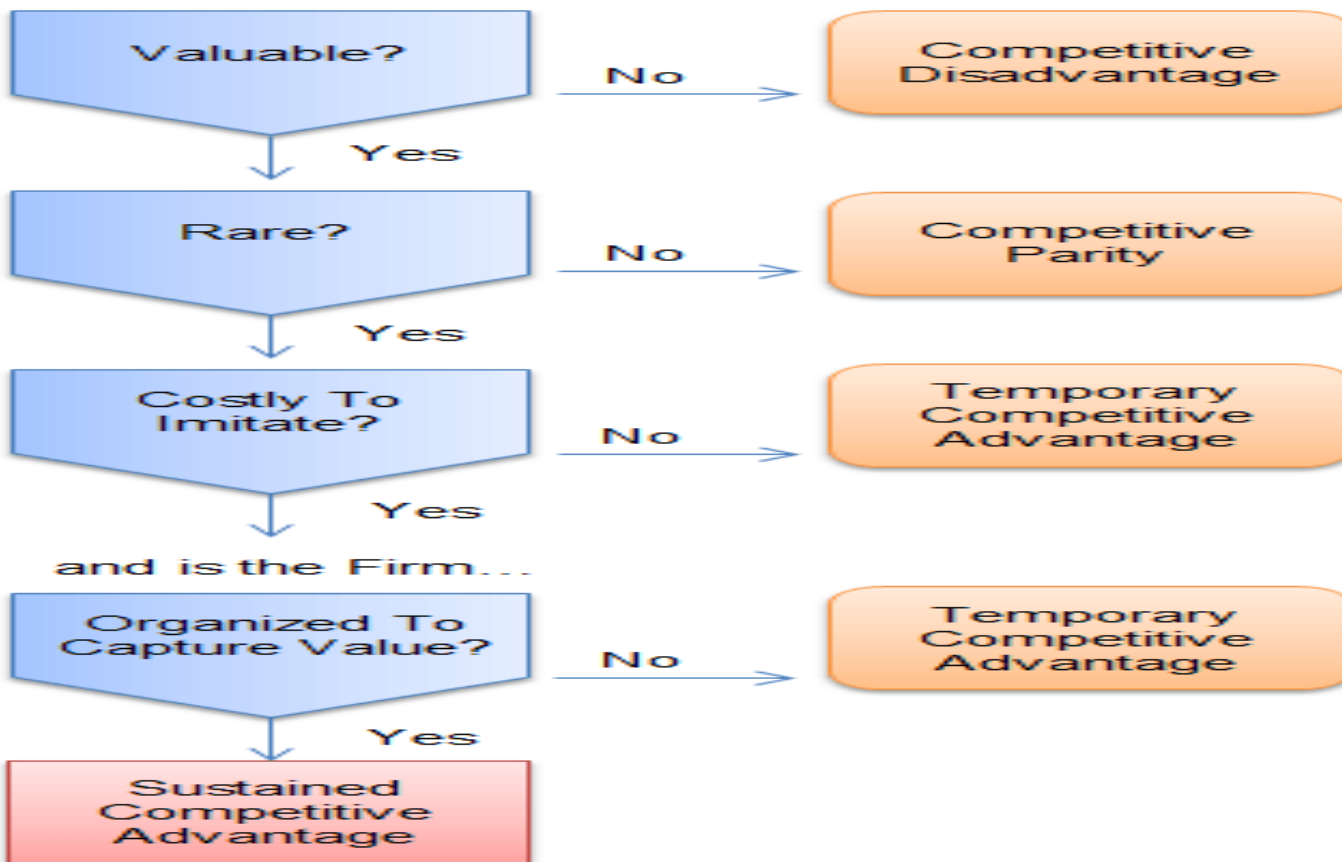 Valuable?
No
Competitive
Disadvantage
Yes
Rare?
No
Competitive
Parity
Yes
Costly To
Imitate?
No
Temporary
Competitive
Advantage
Yes
and is the Firm...
Organized To
Capture Value?
No
Temporary
Competitive
Advantage
Yes
Sustained
Competitive
Advantage